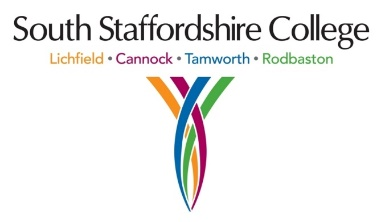 South Staffordshire College
Lichfield • Cannock • Tamworth • Rodbaston